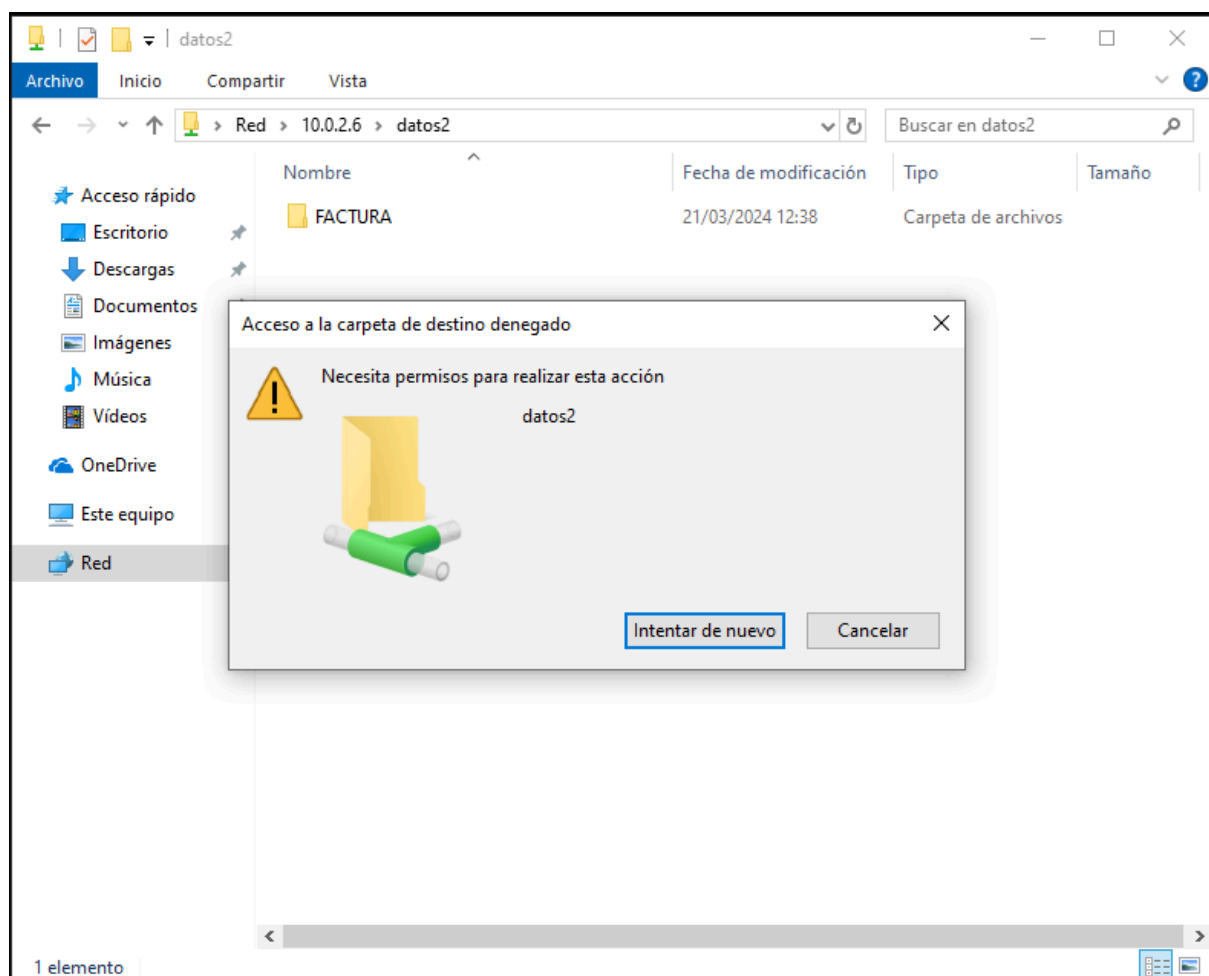 datos2
Archivo Inicio Compartir Vista
Red > 10.0.2.6 > datos2 Buscar en datos2
Nombre Fecha de modificación Tipo Tamaño
Acceso rápido
FACTURA 21/03/2024 12:38 Carpeta de archivos
Escritorio
Descargas
Documentos
Imágenes
Música
Vídeos
OneDrive
Este equipo
Red
Acceso a la carpeta de destino denegado
Necesita permisos para realizar esta acción
datos2
Intentar de nuevo Cancelar
1 elemento